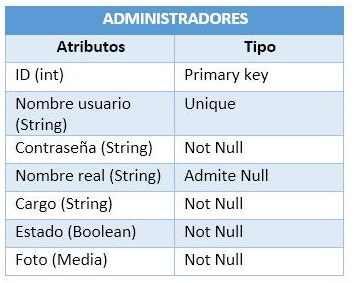 ADMINISTRADORES
Atributos Tipo
ID (int) Primary key
Nombre usuario Unique
(String)
Contraseña (String) Not Null
Nombre real (String) Admite Null
Cargo (String) Not Null
Estado (Boolean) Not Null
Foto (Media) Not Null